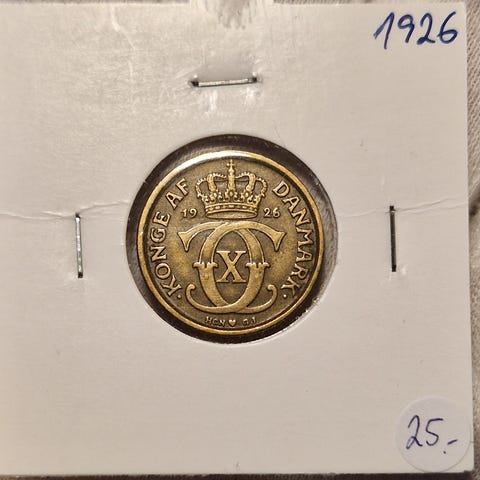 1926
KONGE AF DANMARK
19 26
X
HCN♥ GJ
25.-